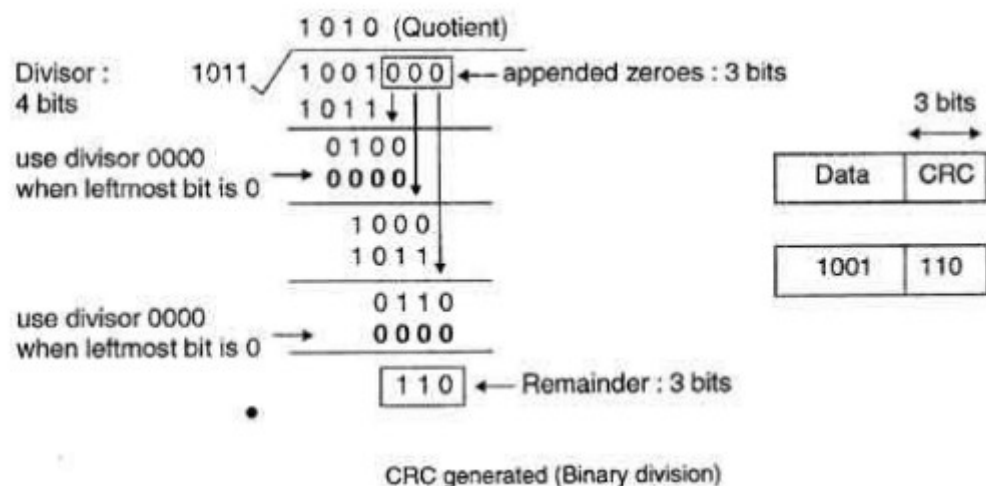 1 0 1 0 (Quotient)
Divisor : 1011 1 0 0 1 0 0 0 appended zeroes : 3 bits
4 bits 1 0 1 1
3 bits
0 1 0 0
use divisor 0000
when leftmost bit is 0 0 0 0 0
Data CRC
1 0 0 0
1 0 1 1
1001 110
0 1 1 0
use divisor 0000
when leftmost bit is 0 0 0 0 0
1 1 0 Remainder : 3 bits
CRC generated (Binary division)